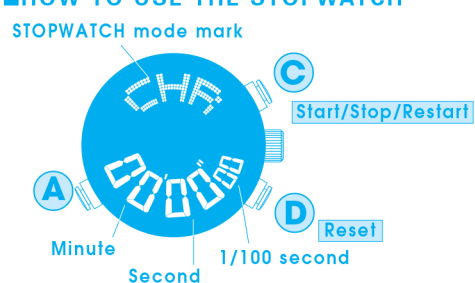 HOW TO USE THE STOPWATCH
STOPWATCH mode mark
CHR
C
Start/Stop/Restart
00'00"00
A
D
Reset
Minute
1/100 second
Second